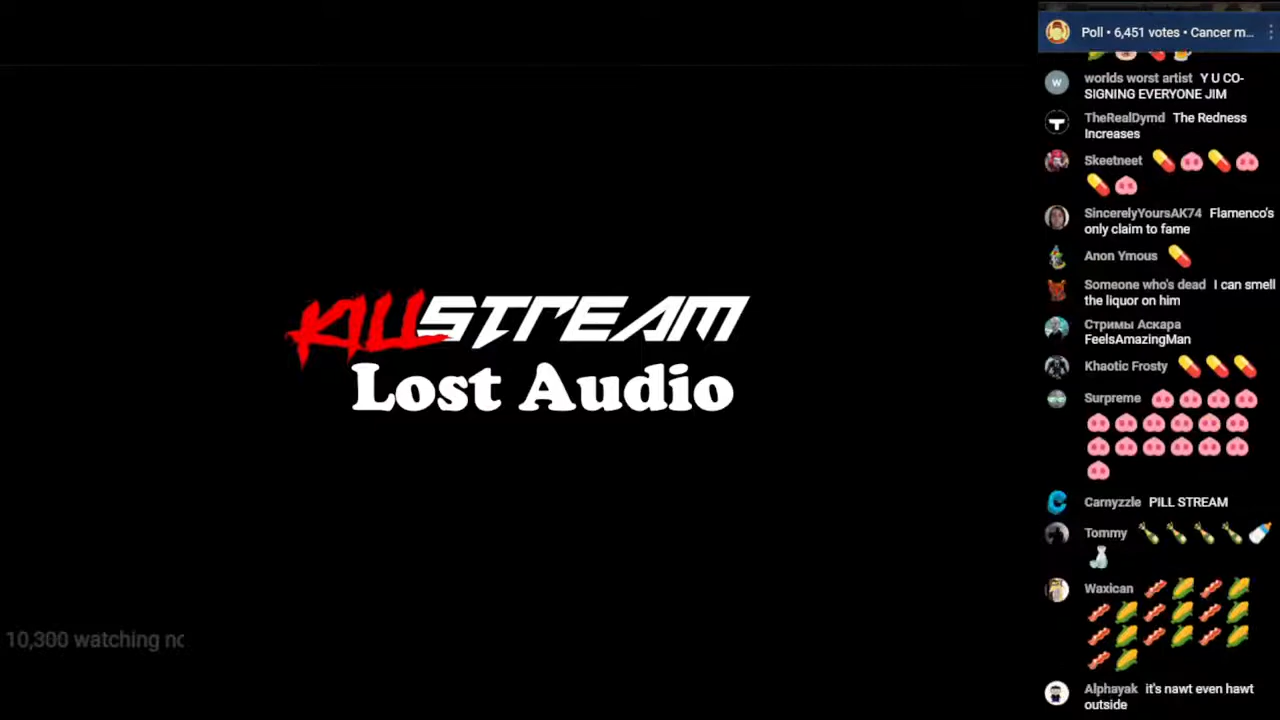 Poll • 6,451 votes • Cancer m...
worlds worst artist Y U CO-
SIGNING EVERYONE JIM
TheRealDymd The Redness
Increases
Skeetneet
SincerelyYoursAK74 Flamenco's
only claim to fame
Anon Ymous
Someone who's dead I can smell
the liquor on him
Стримы Аскара
FeelsAmazingMan
Khaotic Frosty
Surpreme
Carnyzzle PILL STREAM
Tommy
Waxican
Alphayak it's nawt even hawt
outside
KILLSTREAM
Lost Audio
10,300 watching no